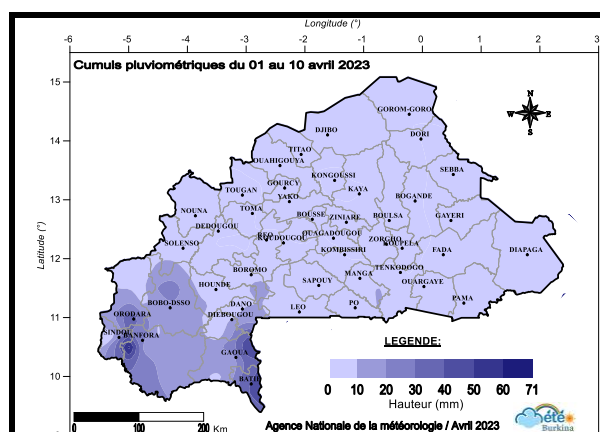 Longitude (°)
-6 -5 -4 -3 -2 -1 0 1 2 3
Cumuls pluviométriques du 01 au 10 avril 2023
15
14
13
12
11
10
Latitude (°)
N
W E
S
GOROM-GORO
DJIBO
DORI
TITAO
OUAHIGOUYA
SEBBA
KONGOUSSI
GOURCY
TOUGAN
KAYA
YAKO
BOGANDE
NOUNA
TOMA
BOUSSE
ZINIARE
BOULSA
GAYERI
DEDOUGOU
REO
KOUDOUGOU
OUAGADOUGOU
ZORGHO
KOUPELA
SOLENSO
KOMBISSIRI
FADA
DIAPAGA
BOROMO
MANGA
TENKODOGO
HOUNDE
SAPOUY
OUARGAYE
BOBO-DSSO
DANO
LEO
PO
PAMA
ORODARA
DIEBOUGOU
SINDOU
BANFORA
GAOUA
BATIE
LEGENDE:
0 10 20 30 40 50 60 71
Hauteur (mm)
0 100 200 Km
Agence Nationale de la météorologie / Avril 2023
météo
Burkina